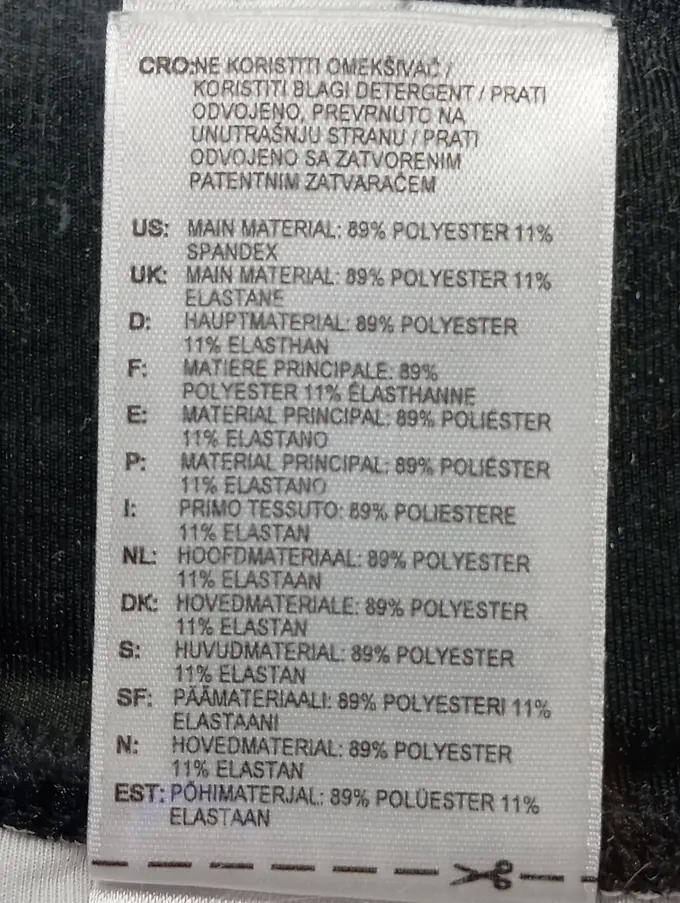 CRO:NE KORISTITI OMEKŠIVAČ /
KORISTITI BLAGI DETERGENT / PRATI
ODVOJENO, PREVRNUTO NA
UNUTRAŠNJU STRANU / PRATI
ODVOJENO SA ZATVORENIM
PATENTNIM ZATVARAČEM
US: MAIN MATERIAL: 89% POLYESTER 11%
SPANDEX
UK: MAIN MATERIAL: 89% POLYESTER 11%
ELASTANE
D: HAUPTMATERIAL: 89% POLYESTER
11% ELASTHAN
F: MATIÈRE PRINCIPALE: 89%
POLYESTER 11% ÉLASTHANNE
E: MATERIAL PRINCIPAL: 89% POLIÉSTER
11% ELASTANO
P: MATERIAL PRINCIPAL: 89% POLIÉSTER
11% ELASTANO
I: PRIMO TESSUTO: 89% POLIESTERE
11% ELASTAN
NL: HOOFDMATERIAAL: 89% POLYESTER
11% ELASTAAN
DK: HOVEDMATERIALE: 89% POLYESTER
11% ELASTAN
S: HUVUDMATERIAL: 89% POLYESTER
11% ELASTAN
SF: PÄÄMATERIAALI: 89% POLYESTERI 11%
ELASTAANI
N: HOVEDMATERIAL: 89% POLYESTER
11% ELASTAN
EST: PÕHIMATERJAL: 89% POLÜESTER 11%
ELASTAAN